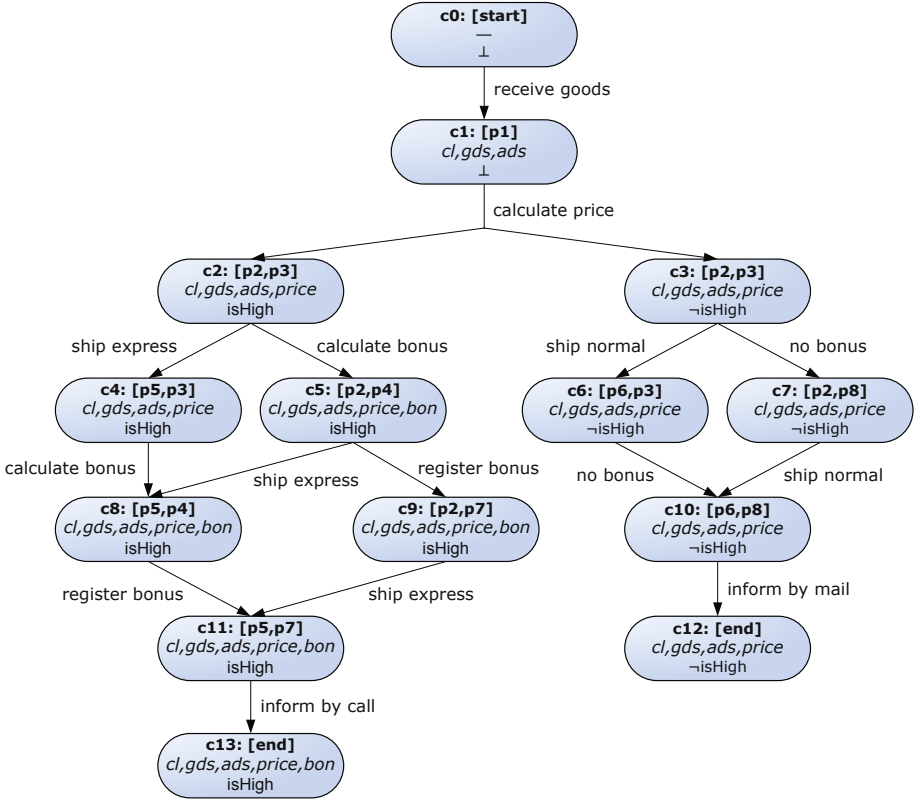 c0: [start]
—
⊥
receive goods
c1: [p1]
cl,gds,ads
⊥
calculate price
c2: [p2,p3]
cl,gds,ads,price
isHigh
c3: [p2,p3]
cl,gds,ads,price
¬isHigh
ship express
calculate bonus
ship normal
no bonus
c4: [p5,p3]
cl,gds,ads,price
isHigh
c5: [p2,p4]
cl,gds,ads,price,bon
isHigh
c6: [p6,p3]
cl,gds,ads,price
¬isHigh
c7: [p2,p8]
cl,gds,ads,price
¬isHigh
calculate bonus
ship express
register bonus
no bonus
ship normal
c8: [p5,p4]
cl,gds,ads,price,bon
isHigh
c9: [p2,p7]
cl,gds,ads,price,bon
isHigh
c10: [p6,p8]
cl,gds,ads,price
¬isHigh
register bonus
ship express
inform by mail
c11: [p5,p7]
cl,gds,ads,price,bon
isHigh
c12: [end]
cl,gds,ads,price
¬isHigh
inform by call
c13: [end]
cl,gds,ads,price,bon
isHigh